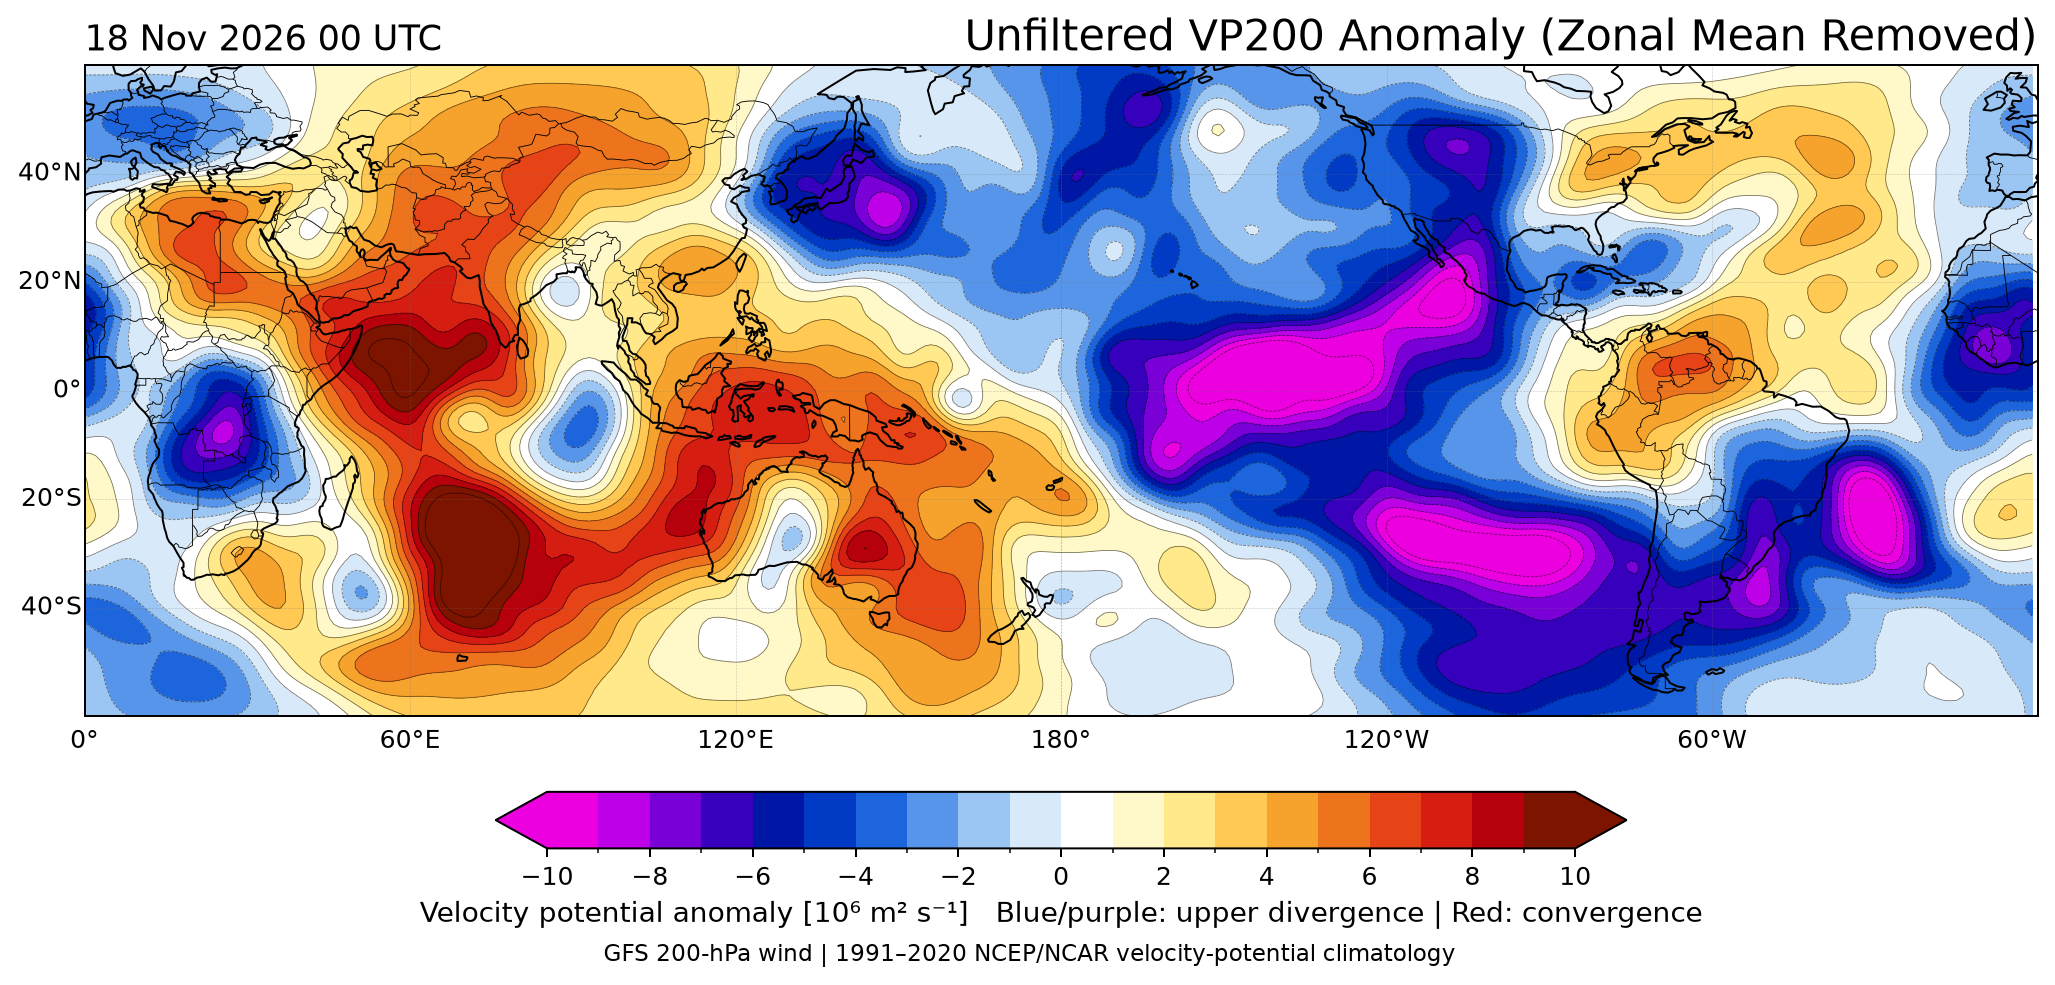 18 Nov 2026 00 UTC
Unfiltered VP200 Anomaly (Zonal Mean Removed)
40°N
20°N
0°
20°S
40°S
0°
60°E
120°E
180°
120°W
60°W
−10
−8
−6
−4
−2
0
2
4
6
8
10
Velocity potential anomaly [10⁶ m² s⁻¹]   Blue/purple: upper divergence | Red: convergence
GFS 200-hPa wind | 1991–2020 NCEP/NCAR velocity-potential climatology